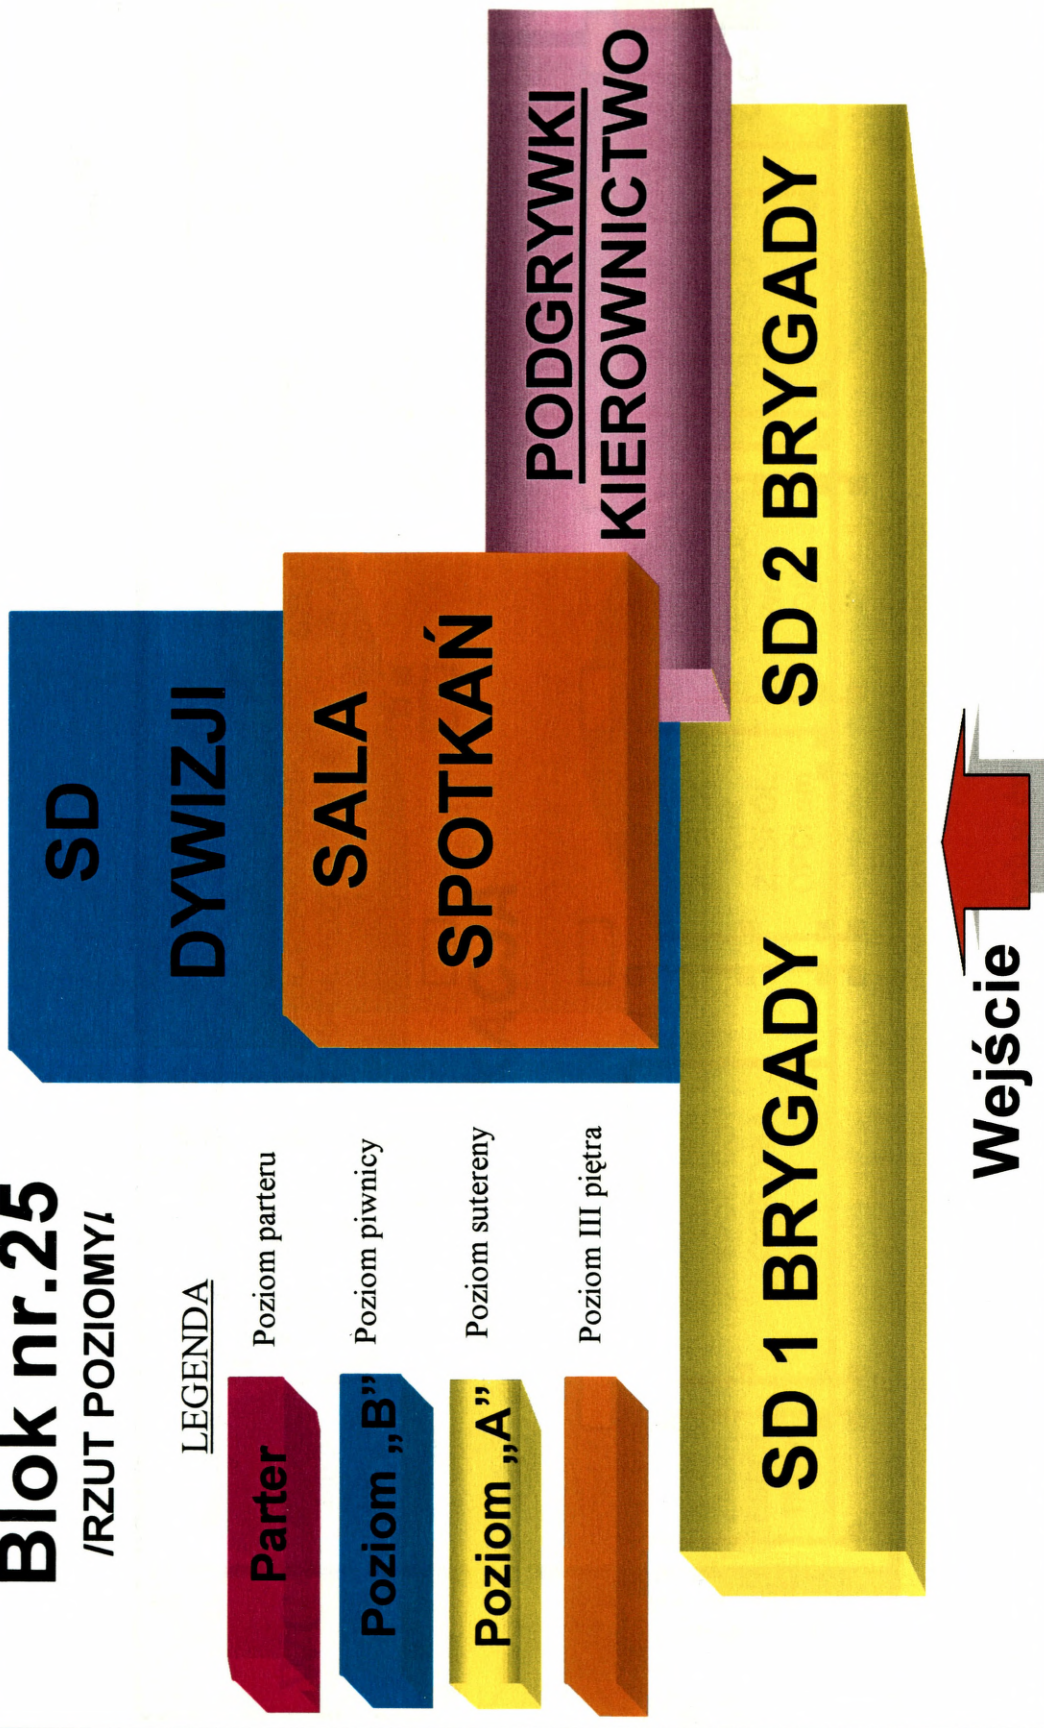 Blok nr.25
/RZUT POZIOMY/
LEGENDA
Parter
Poziom parteru
Poziom „B”
Poziom piwnicy
Poziom „A”
Poziom sutereny
Poziom III piętra
SD
DYWIZJI
SALA
SPOTKAŃ
PODGRYWKI
KIEROWNICTWO
SD 1 BRYGADY
SD 2 BRYGADY
Wejście